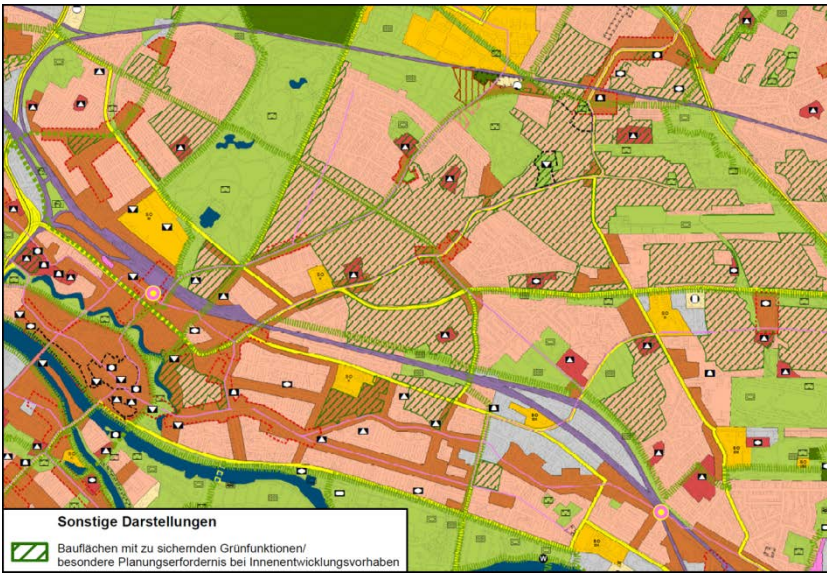 Sonstige Darstellungen
Bauflächen mit zu sichernden Grünfunktionen/
besondere Planungserfordernis bei Innenentwicklungsvorhaben